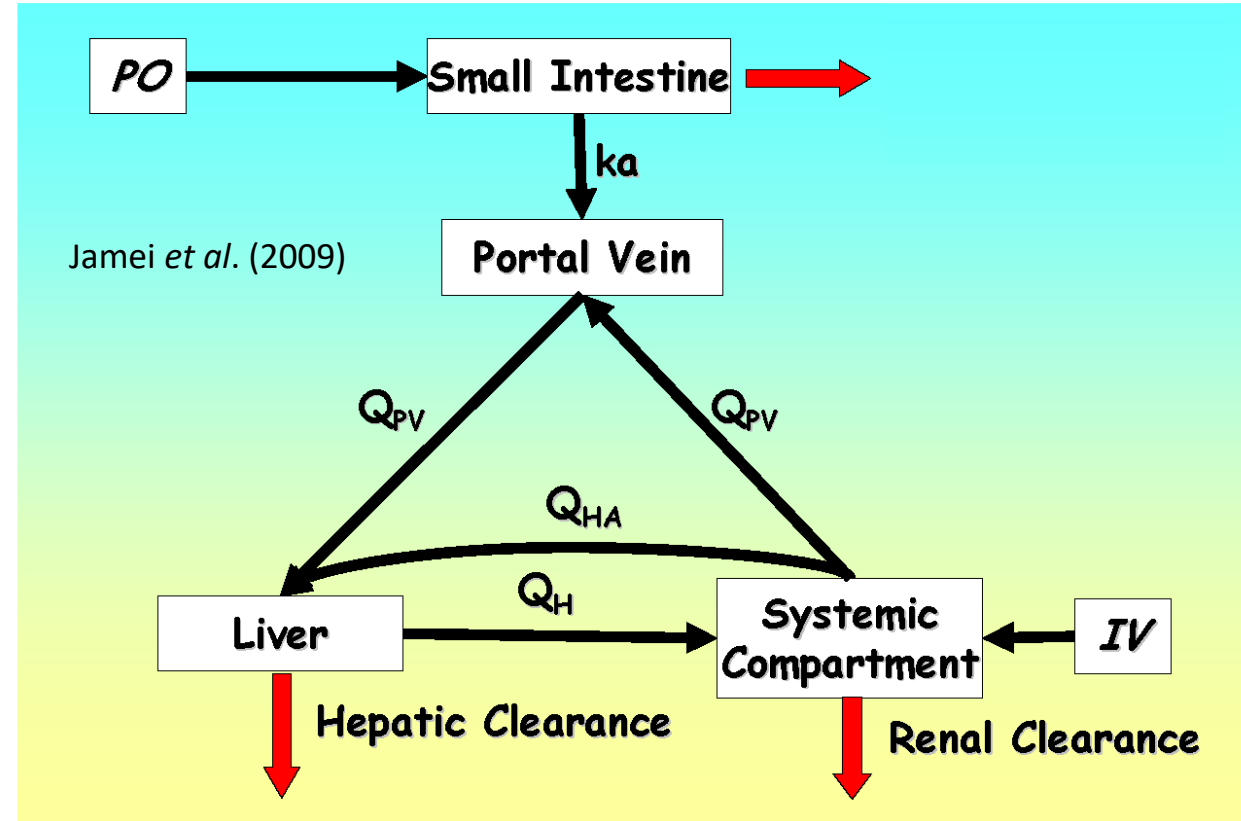 PO
Small Intestine
ka
Jamei et al. (2009)
Portal Vein
QPV
QPV
QHA
QH
Liver
Systemic
Compartment
IV
Hepatic Clearance
Renal Clearance